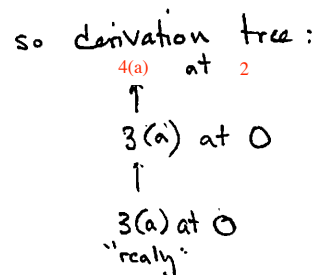 so derivation tree :
4(a) at 2
↑
3(a) at 0
↑
3(a) at 0
"realy: